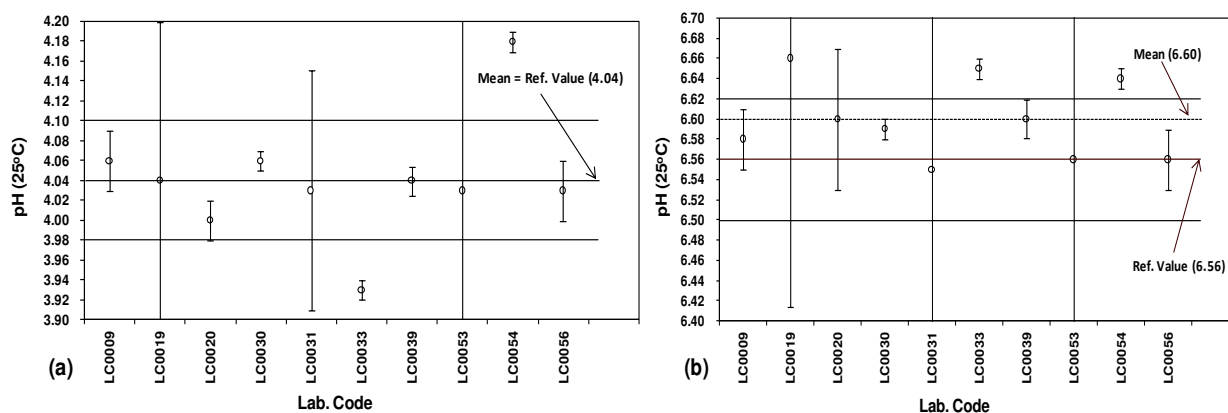 4.20
4.18
4.16
4.14
4.12
4.10
4.08
4.06
4.04
4.02
4.00
3.98
3.96
3.94
3.92
3.90
pH (25°C)
Mean = Ref. Value (4.04)
LC0009
LC0019
LC0020
LC0030
LC0031
LC0033
LC0039
LC0053
LC0054
LC0056
(a)
Lab. Code
6.70
6.68
6.66
6.64
6.62
6.60
6.58
6.56
6.54
6.52
6.50
6.48
6.46
6.44
6.42
6.40
pH (25°C)
Mean (6.60)
Ref. Value (6.56)
LC0009
LC0019
LC0020
LC0030
LC0031
LC0033
LC0039
LC0053
LC0054
LC0056
(b)
Lab. Code